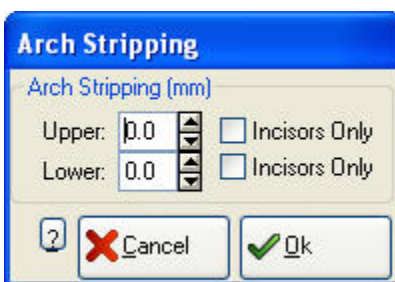 Arch Stripping
Arch Stripping (mm)
Upper: 0.0 Incisors Only
Lower: 0.0 Incisors Only
? Cancel Ok